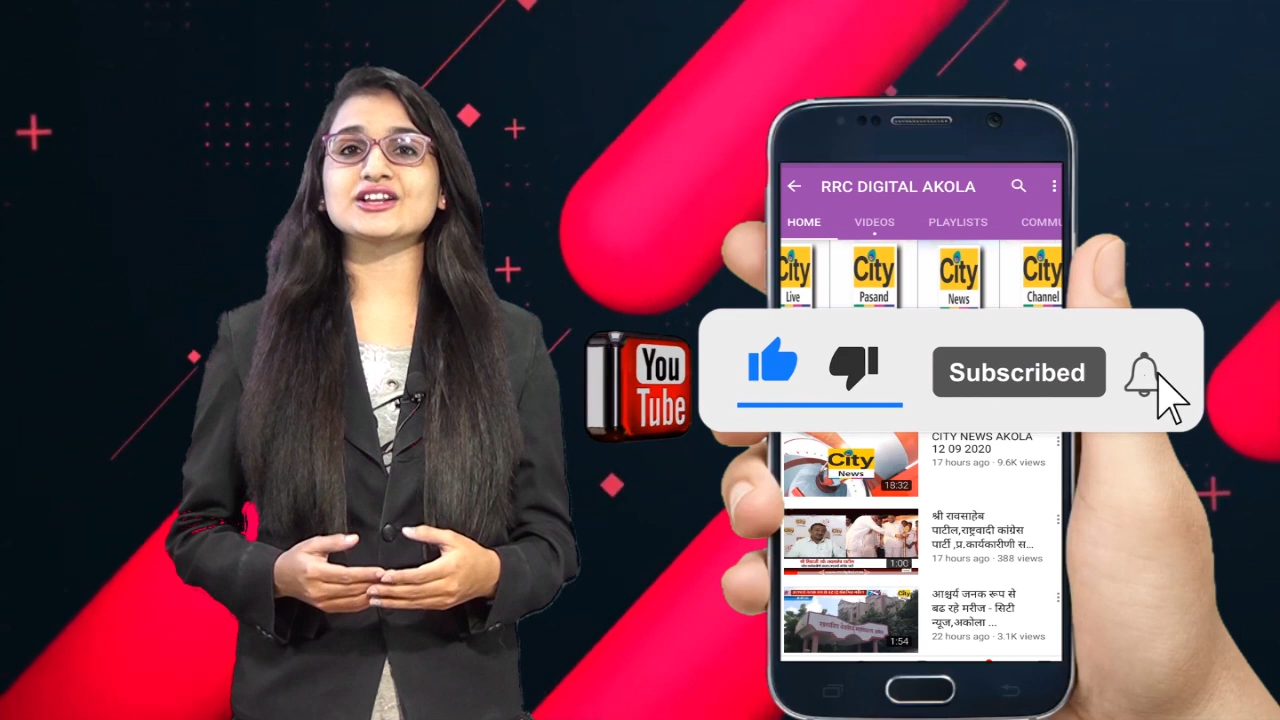 RRC DIGITAL AKOLA
HOME VIDEOS PLAYLISTS COMMU
City City City City
Live Pasand News Channel
You
Tube
Subscribed
CITY NEWS AKOLA
12 09 2020
17 hours ago · 9.6K views
City
News
18:32
श्री रावसाहेब
पाटील,राष्ट्रवादी कांग्रेस
पार्टी ,प्र.कार्यकारीणी स...
17 hours ago · 388 views
1:00
आश्चर्य जनक रूप से
बढ रहे मरीज - सिटी
न्यूज,अकोला ...
22 hours ago · 3.1K views
City
1:54